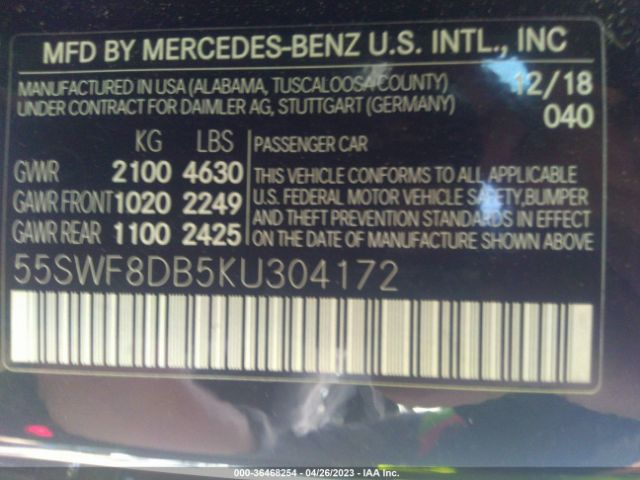 MFD BY MERCEDES-BENZ U.S. INTL., INC
MANUFACTURED IN USA (ALABAMA, TUSCALOOSA COUNTY) 12/18
UNDER CONTRACT FOR DAIMLER AG, STUTTGART (GERMANY) 040
KG LBS PASSENGER CAR
GVWR 2100 4630 THIS VEHICLE CONFORMS TO ALL APPLICABLE
GAWR FRONT 1020 2249 U.S. FEDERAL MOTOR VEHICLE SAFETY, BUMPER
AND THEFT PREVENTION STANDARDS IN EFFECT
GAWR REAR 1100 2425 ON THE DATE OF MANUFACTURE SHOWN ABOVE
55SWF8DB5KU304172
000-36468254 - 04/26/2023 - IAA Inc.